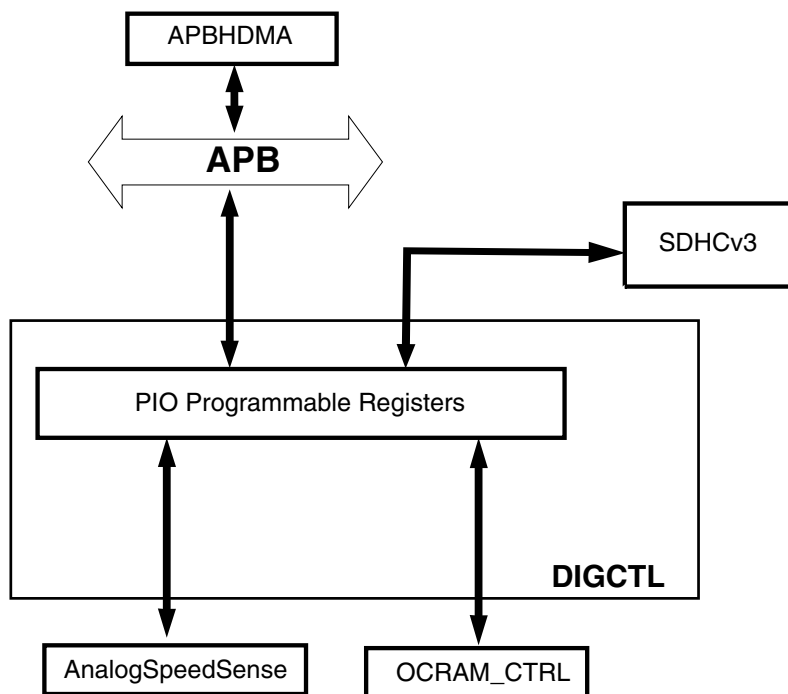 APBHDMA
APB
SDHCv3
PIO Programmable Registers
DIGCTL
AnalogSpeedSense
OCRAM_CTRL